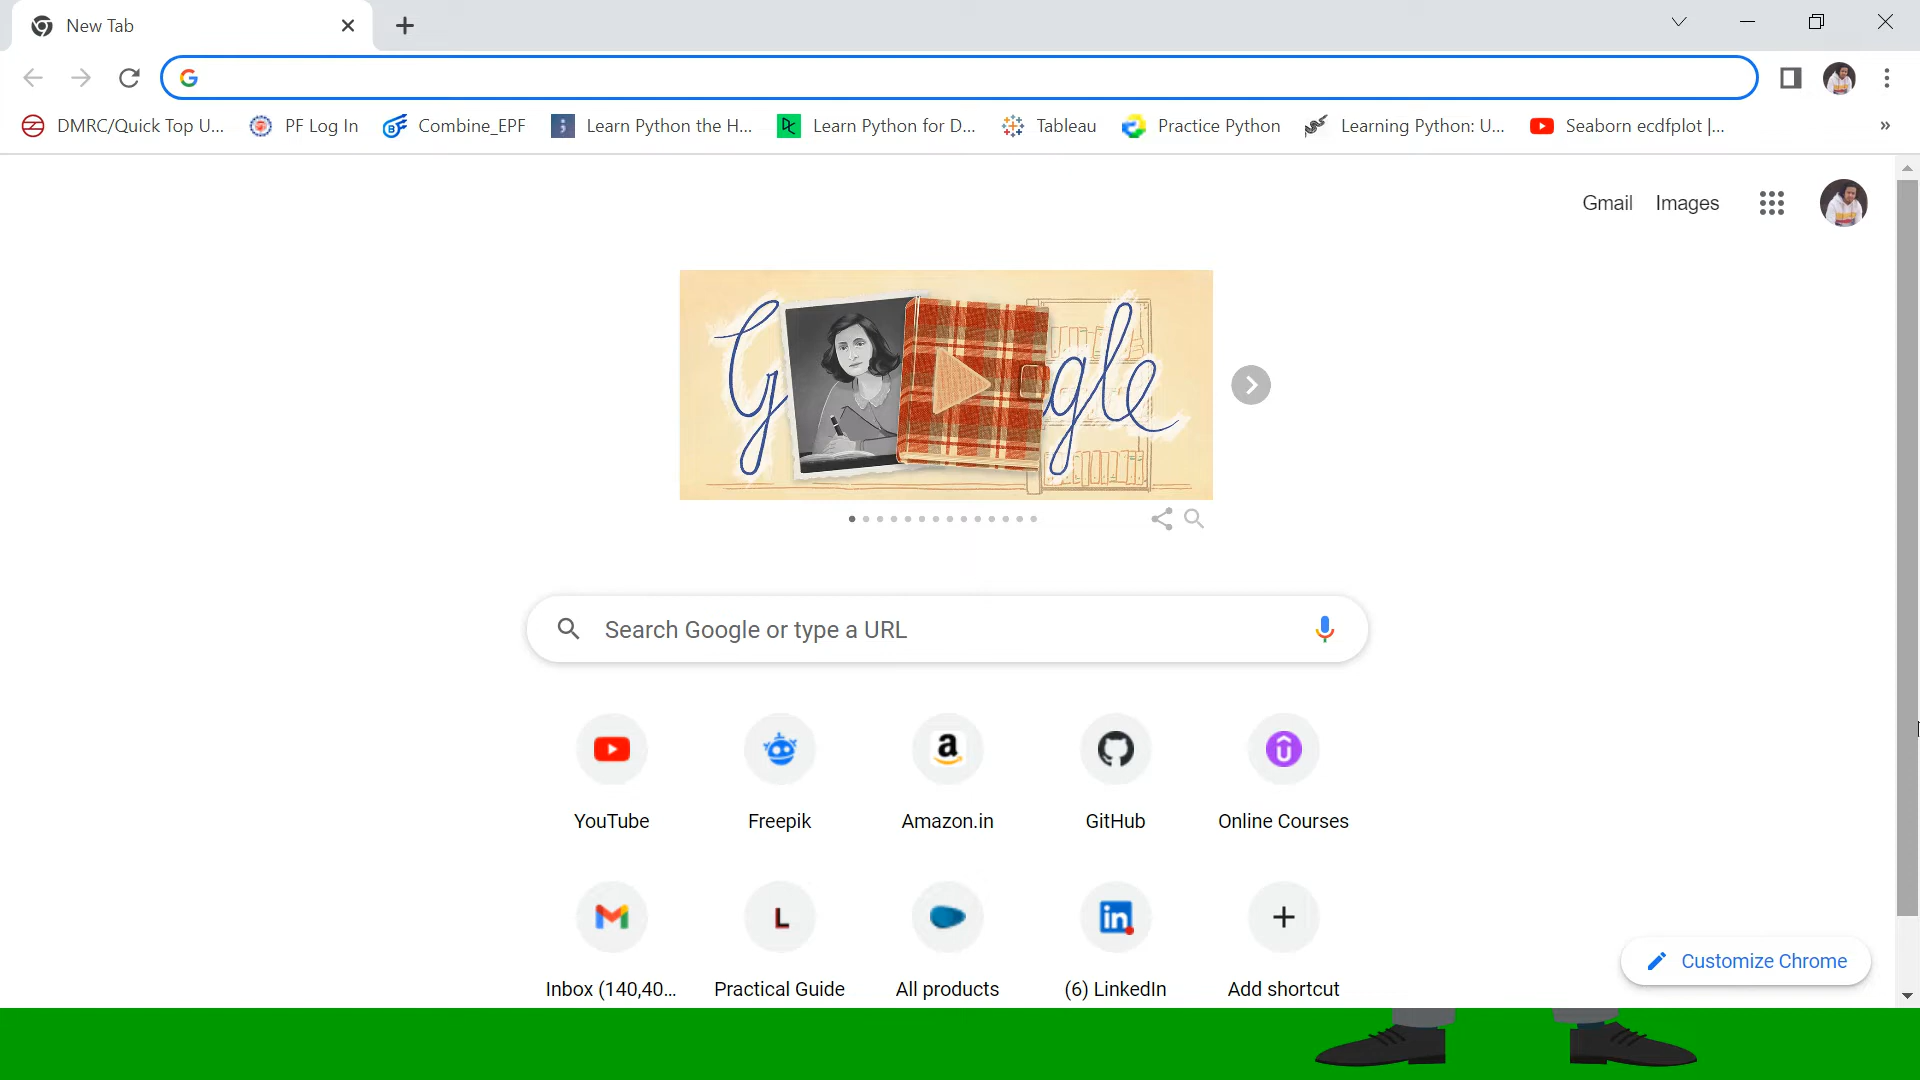 New Tab
DMRC/Quick Top U...
PF Log In
Combine_EPF
Learn Python the H...
Learn Python for D...
Tableau
Practice Python
Learning Python: U...
Seaborn ecdfplot |...
»
Gmail
Images
Google
Search Google or type a URL
YouTube
Freepik
Amazon.in
GitHub
Online Courses
L
Inbox (140,40...
Practical Guide
All products
(6) LinkedIn
Add shortcut
Customize Chrome